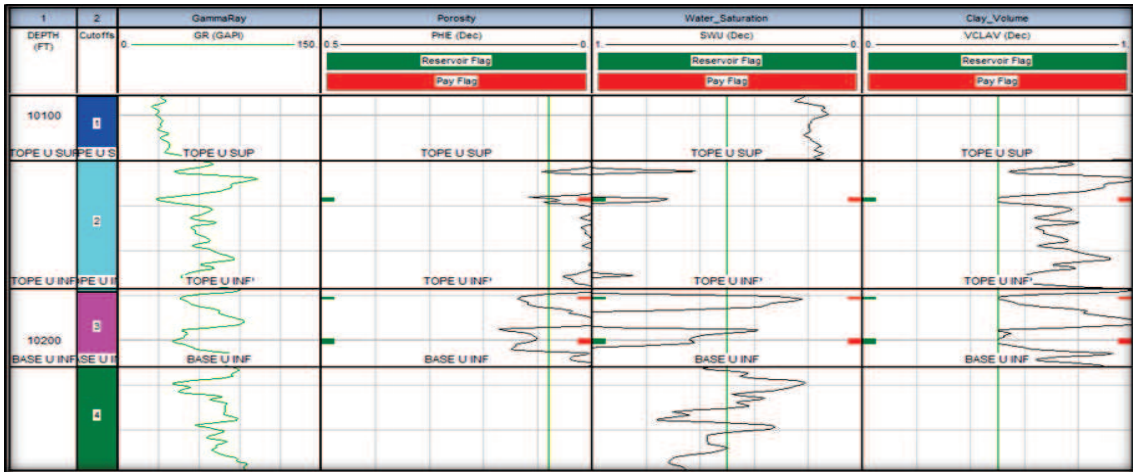 1 2 GammaRay Porosity Water_Saturation Clay_Volume
DEPTH (FT) Cutoffs GR (GAPI) PHIE (Dec) SWU (Dec) VCLAV (Dec)
0. 150. 0.5 0. 1. 0. 0. 1.
Reservoir Flag Reservoir Flag Reservoir Flag
Pay Flag Pay Flag Pay Flag
10100 1
TOPE U SUP PE U S TOPE U SUP TOPE U SUP TOPE U SUP TOPE U SUP
2
TOPE U INF TOPE U INF' TOPE U INF' TOPE U INF' TOPE U INF'
3
10200
BASE U INF BASE U INF BASE U INF BASE U INF BASE U INF
4